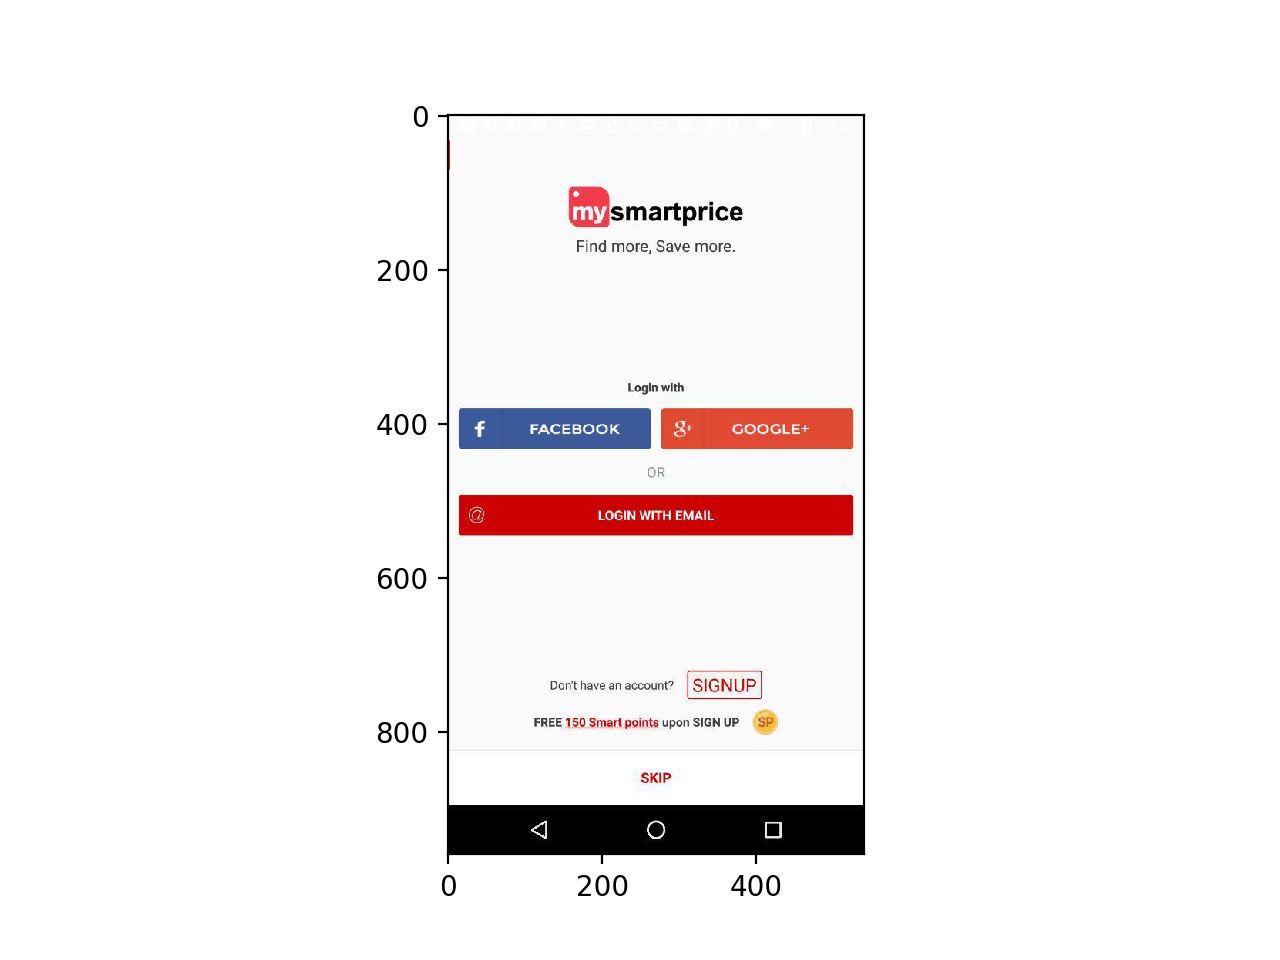 0
mysmartprice
Find more, Save more.
200
Login with
400
f FACEBOOK
g+ GOOGLE+
OR
@ LOGIN WITH EMAIL
600
Don't have an account? SIGNUP
FREE 150 Smart points upon SIGN UP SP
800
SKIP
0 200 400